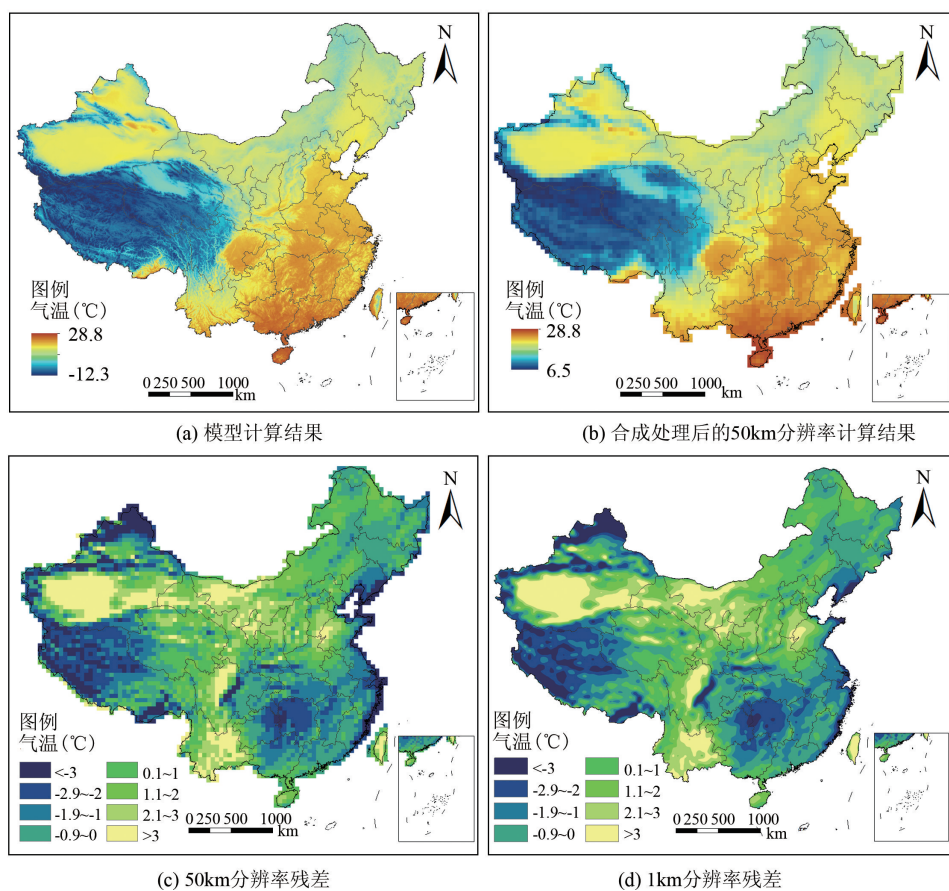 N
图例
气温(℃)
28.8
-12.3
0 250 500 1000
km
(a) 模型计算结果
N
图例
气温(℃)
28.8
6.5
0 250 500 1000
km
(b) 合成处理后的50km分辨率计算结果
N
图例
气温(℃)
<-3
0.1~1
-2.9~-2
1.1~2
-1.9~-1
2.1~3
-0.9~0
>3
0 250 500 1000
km
(c) 50km分辨率残差
N
图例
气温(℃)
<-3
0.1~1
-2.9~-2
1.1~2
-1.9~-1
2.1~3
-0.9~0
>3
0 250 500 1000
km
(d) 1km分辨率残差